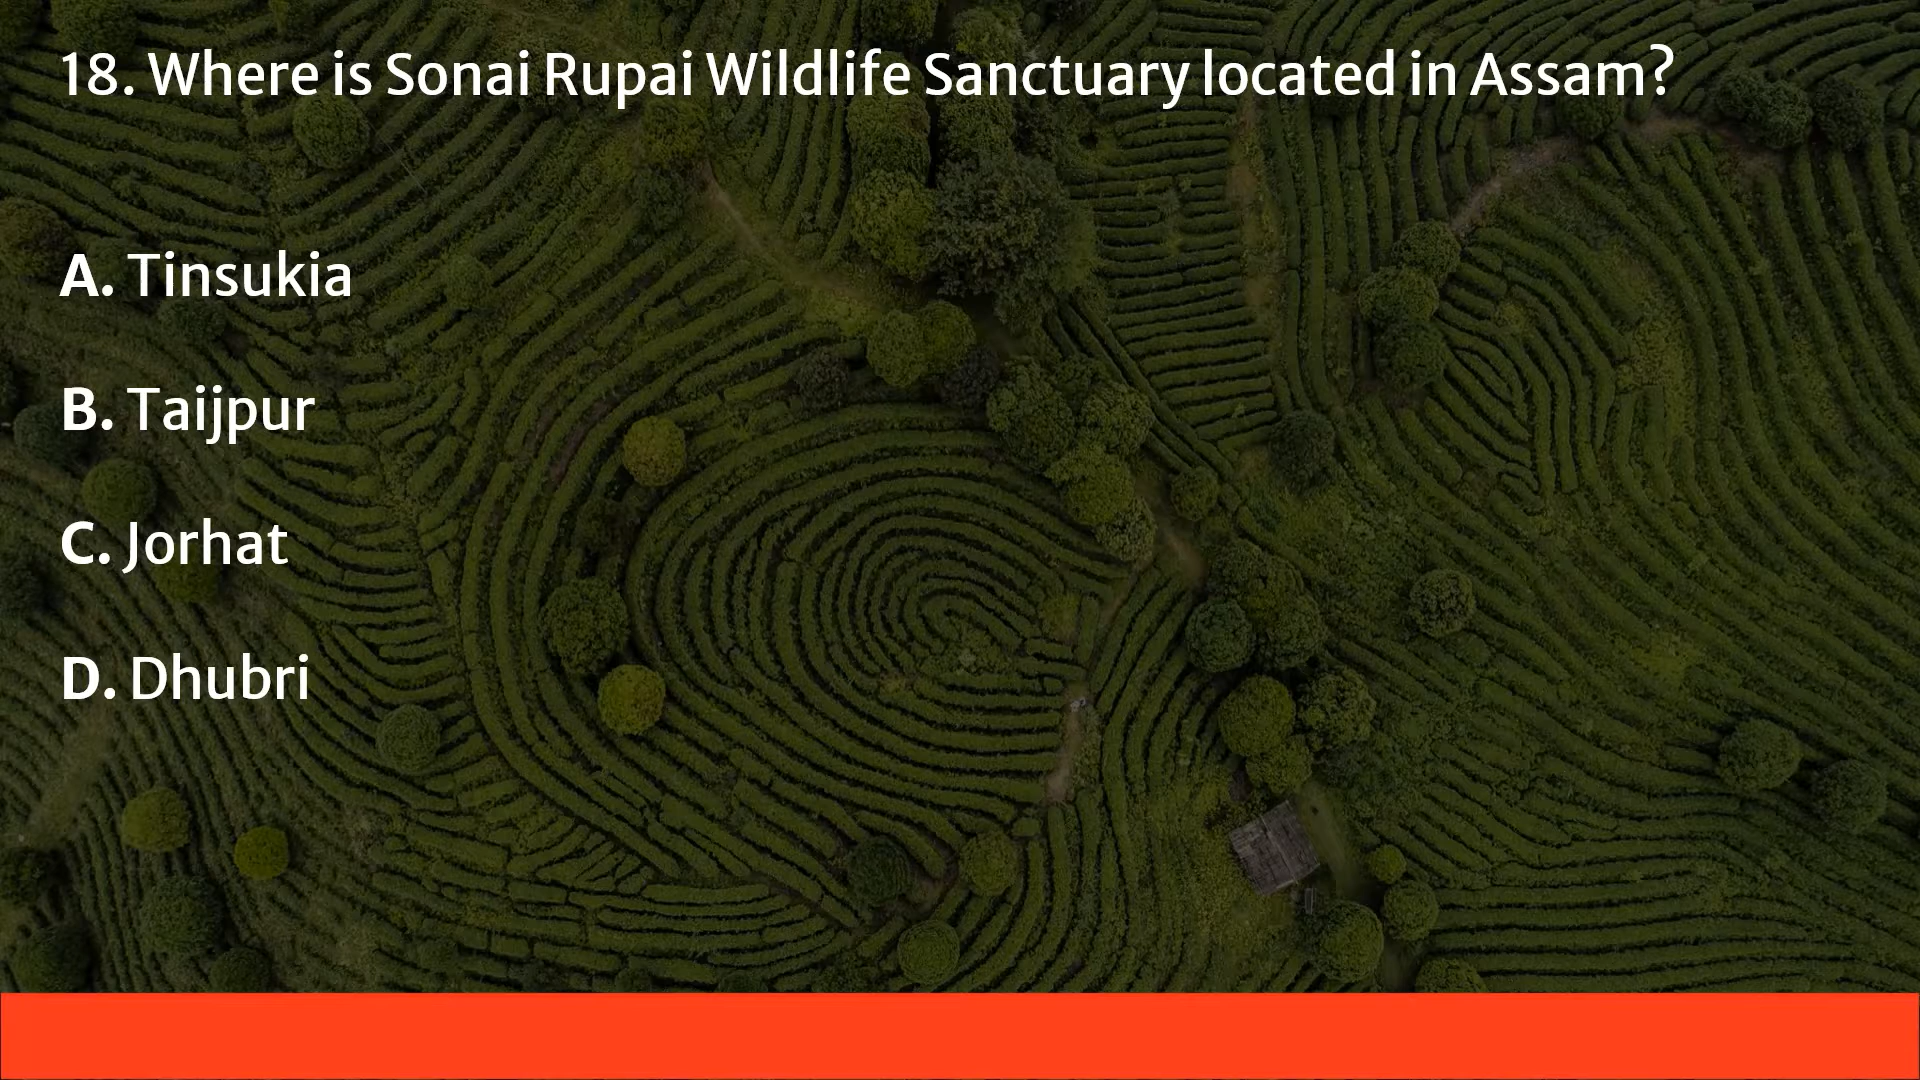 18. Where is Sonai Rupai Wildlife Sanctuary located in Assam?
A. Tinsukia
B. Taijpur
C. Jorhat
D. Dhubri